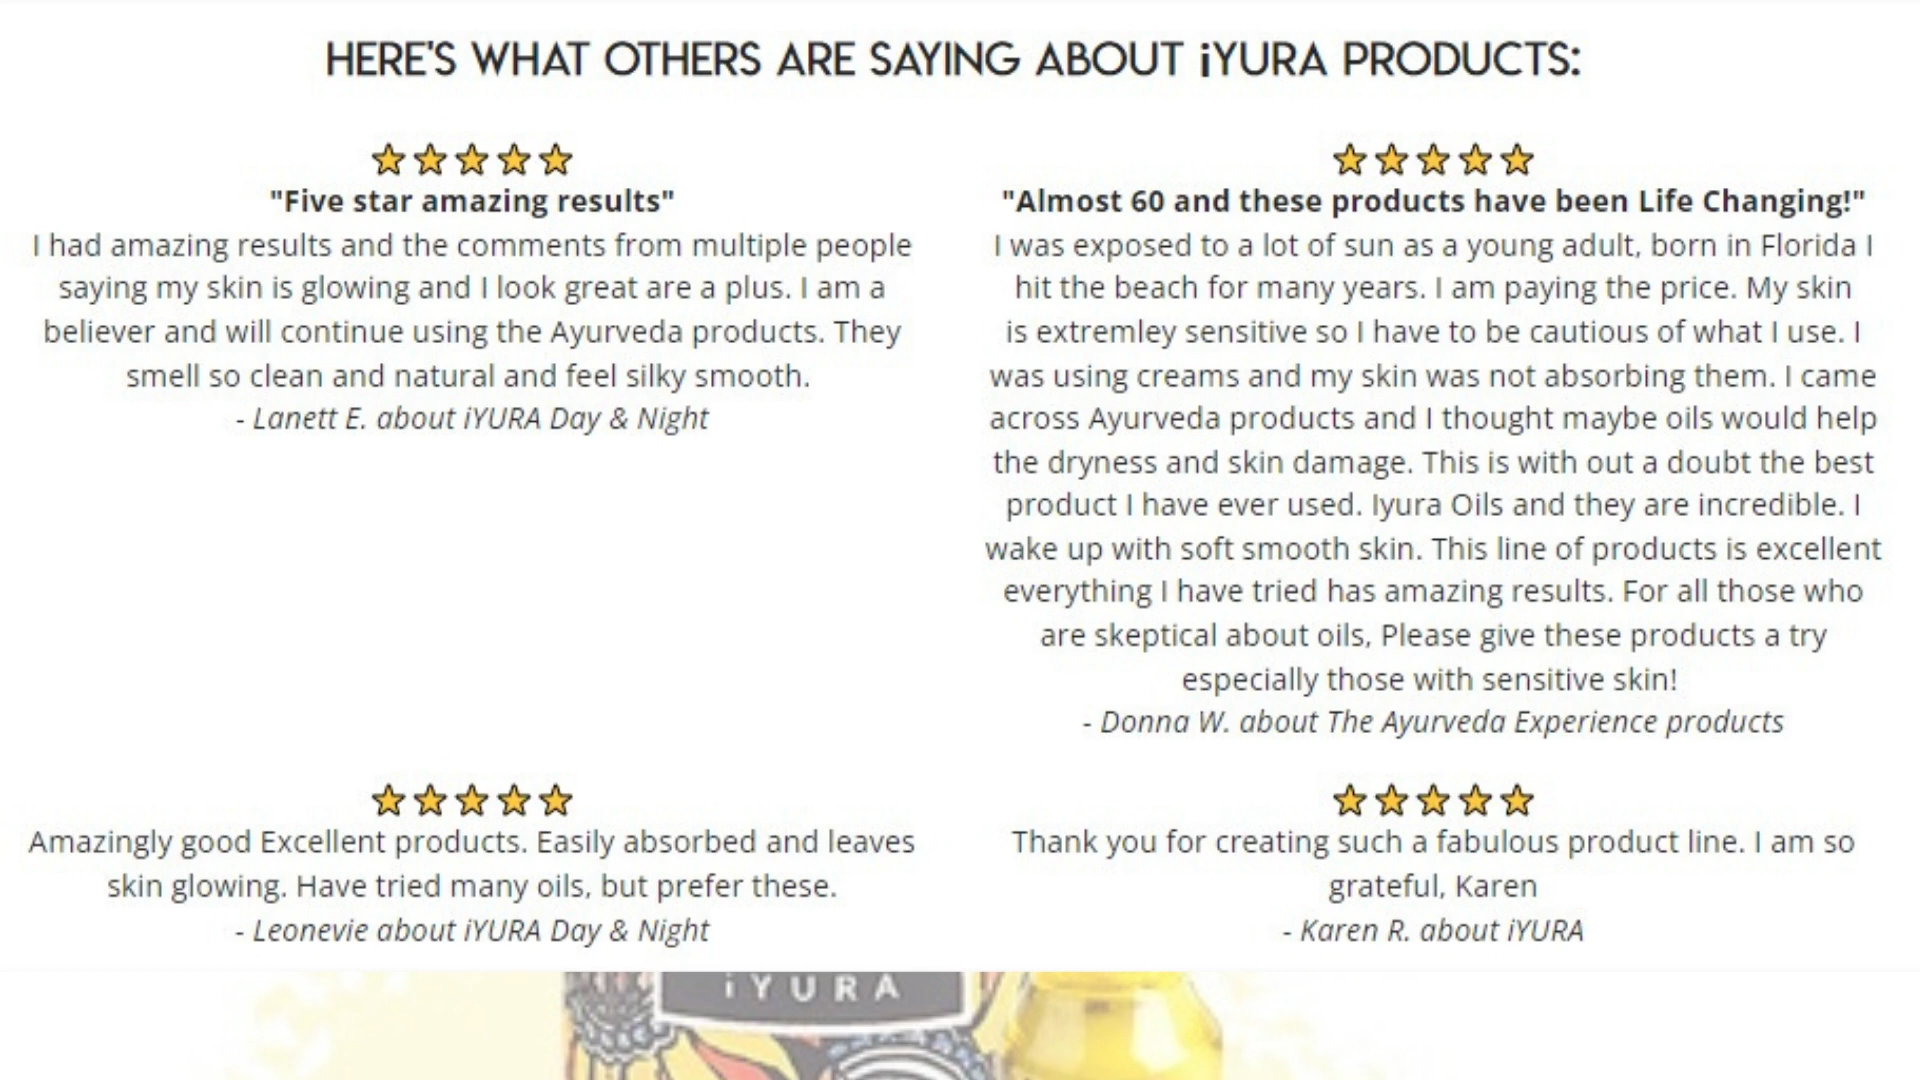 HERE'S WHAT OTHERS ARE SAYING ABOUT iYURA PRODUCTS:
"Five star amazing results"
I had amazing results and the comments from multiple people
saying my skin is glowing and I look great are a plus. I am a
believer and will continue using the Ayurveda products. They
smell so clean and natural and feel silky smooth.
- Lanett E. about iYURA Day & Night
"Almost 60 and these products have been Life Changing!"
I was exposed to a lot of sun as a young adult, born in Florida I
hit the beach for many years. I am paying the price. My skin
is extremley sensitive so I have to be cautious of what I use. I
was using creams and my skin was not absorbing them. I came
across Ayurveda products and I thought maybe oils would help
the dryness and skin damage. This is with out a doubt the best
product I have ever used. Iyura Oils and they are incredible. I
wake up with soft smooth skin. This line of products is excellent
everything I have tried has amazing results. For all those who
are skeptical about oils, Please give these products a try
especially those with sensitive skin!
- Donna W. about The Ayurveda Experience products
Amazingly good Excellent products. Easily absorbed and leaves
skin glowing. Have tried many oils, but prefer these.
- Leonevie about iYURA Day & Night
Thank you for creating such a fabulous product line. I am so
grateful, Karen
- Karen R. about iYURA
iYURA